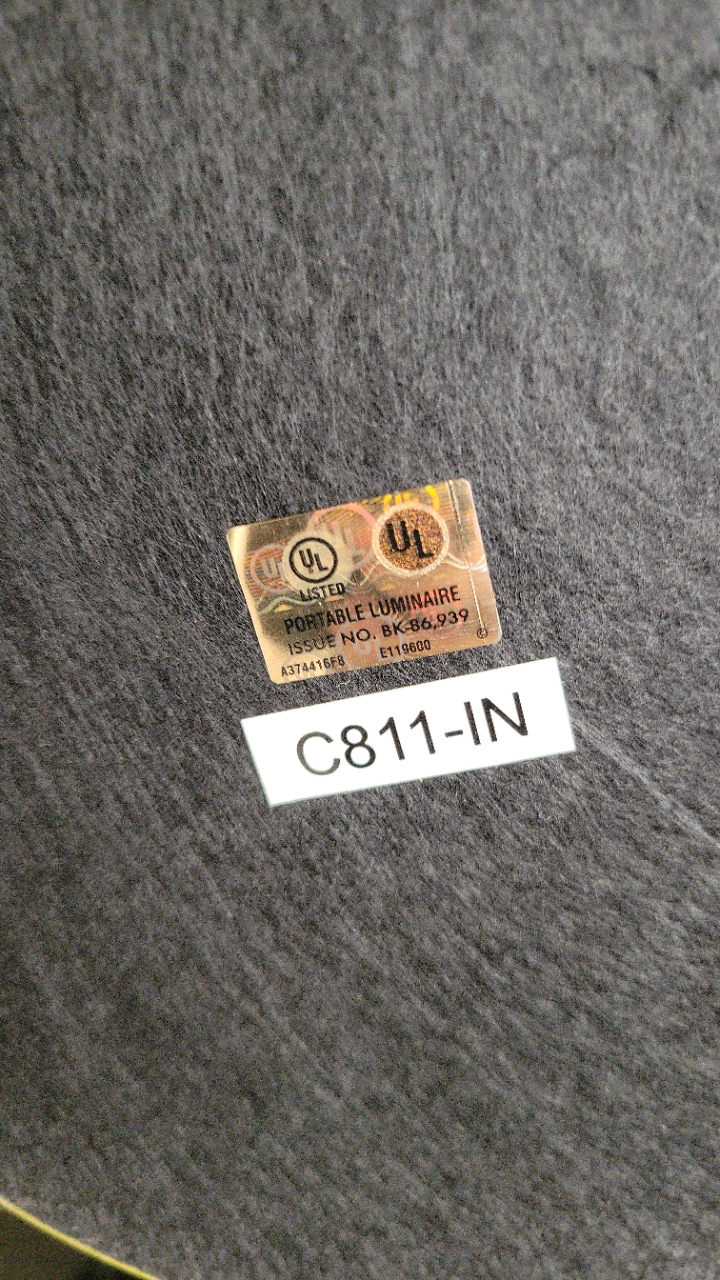 UL
UL
LISTED
PORTABLE LUMINAIRE
ISSUE NO. BK-86,939
A374416F8 E119600
C811-IN